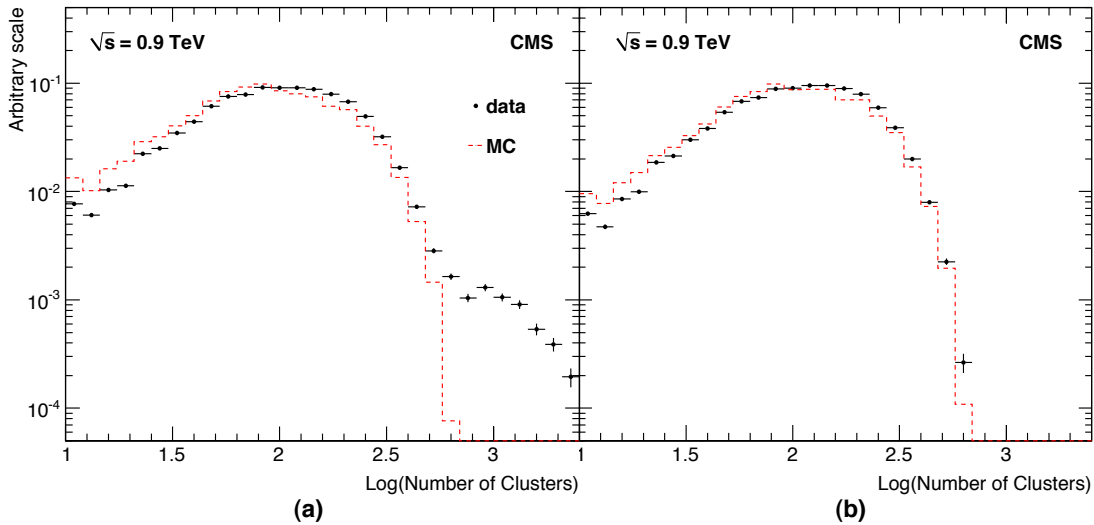 Arbitrary scale
√s = 0.9 TeV
CMS
data
MC
10⁻¹
10⁻²
10⁻³
10⁻⁴
1 1.5 2 2.5 3
Log(Number of Clusters)
(a)
√s = 0.9 TeV
CMS
1 1.5 2 2.5 3
Log(Number of Clusters)
(b)